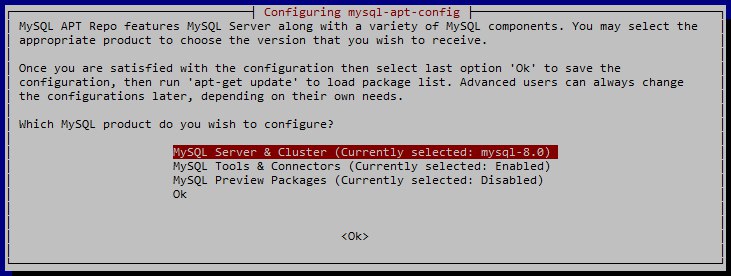 Configuring mysql-apt-config
MySQL APT Repo features MySQL Server along with a variety of MySQL components. You may select the
appropriate product to choose the version that you wish to receive.
Once you are satisfied with the configuration then select last option 'Ok' to save the
configuration, then run 'apt-get update' to load package list. Advanced users can always change
the configurations later, depending on their own needs.
Which MySQL product do you wish to configure?
MySQL Server & Cluster (Currently selected: mysql-8.0)
MySQL Tools & Connectors (Currently selected: Enabled)
MySQL Preview Packages (Currently selected: Disabled)
Ok
<Ok>